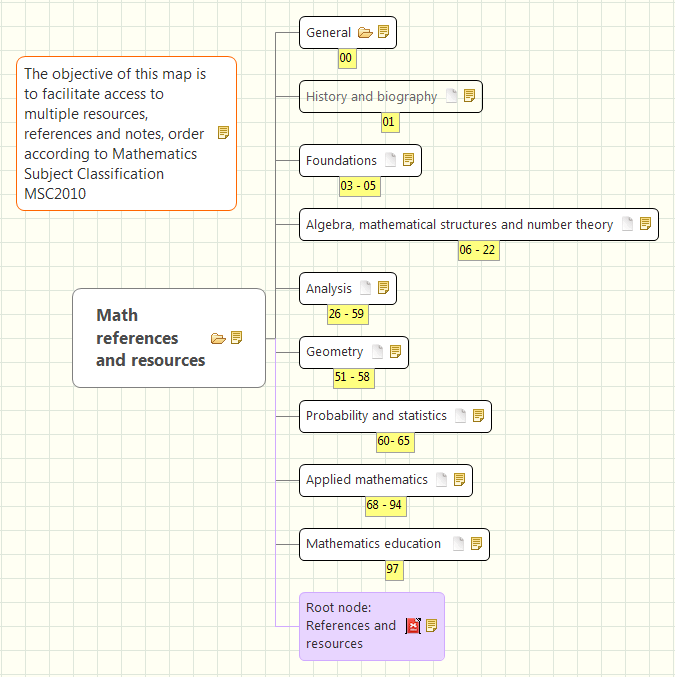 The objective of this map is
to facilitate access to
multiple resources,
references and notes, order
according to Mathematics
Subject Classification
MSC2010
Math
references
and resources
General
00
History and biography
01
Foundations
03 - 05
Algebra, mathematical structures and number theory
06 - 22
Analysis
26 - 59
Geometry
51 - 58
Probability and statistics
60- 65
Applied mathematics
68 - 94
Mathematics education
97
Root node:
References and
resources